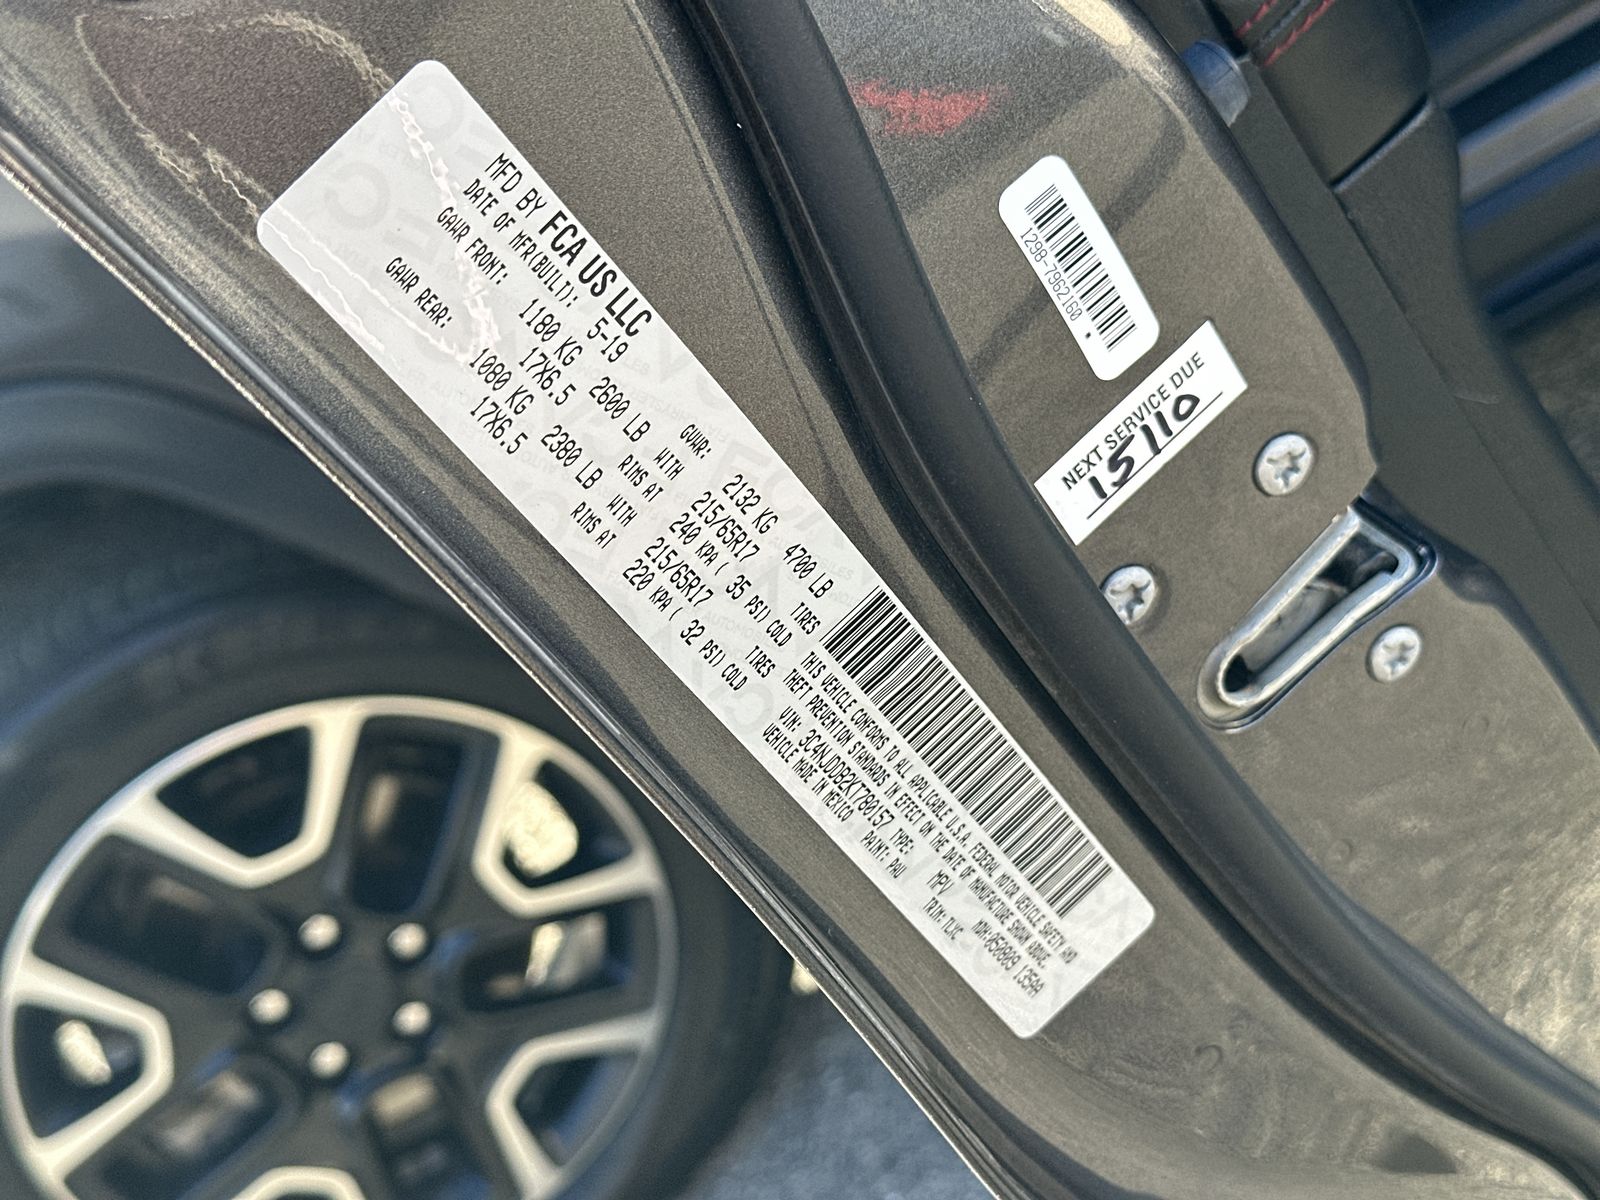 MFD BY FCA US LLC
DATE OF MFR(BUILT): 5-19
GVWR: 2132 KG 4700 LB
GAWR FRONT: 1180 KG 2600 LB WITH 215/65R17 TIRES
17X6.5 RIMS AT 240 KPA ( 35 PSI) COLD
GAWR REAR: 1080 KG 2380 LB WITH 215/65R17 TIRES
17X6.5 RIMS AT 220 KPA ( 32 PSI) COLD
THIS VEHICLE CONFORMS TO ALL APPLICABLE U.S.A. FEDERAL MOTOR VEHICLE SAFETY AND
THEFT PREVENTION STANDARDS IN EFFECT ON THE DATE OF MANUFACTURE SHOWN ABOVE.
VIN: 3C4NJDDB2KT780157 TYPE: MPV MDH:050809 135AA
VEHICLE MADE IN MEXICO PAINT: PAU TRIM: TLXC
1298-7962160
NEXT SERVICE DUE
15110